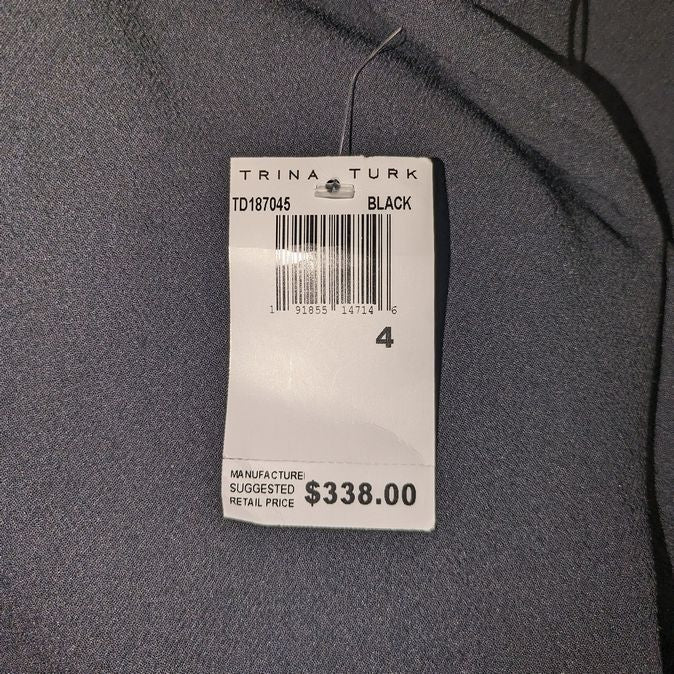 TRINA TURK
TD187045 BLACK
1 91855 14714 6
4
MANUFACTURE
SUGGESTED
RETAIL PRICE
$338.00